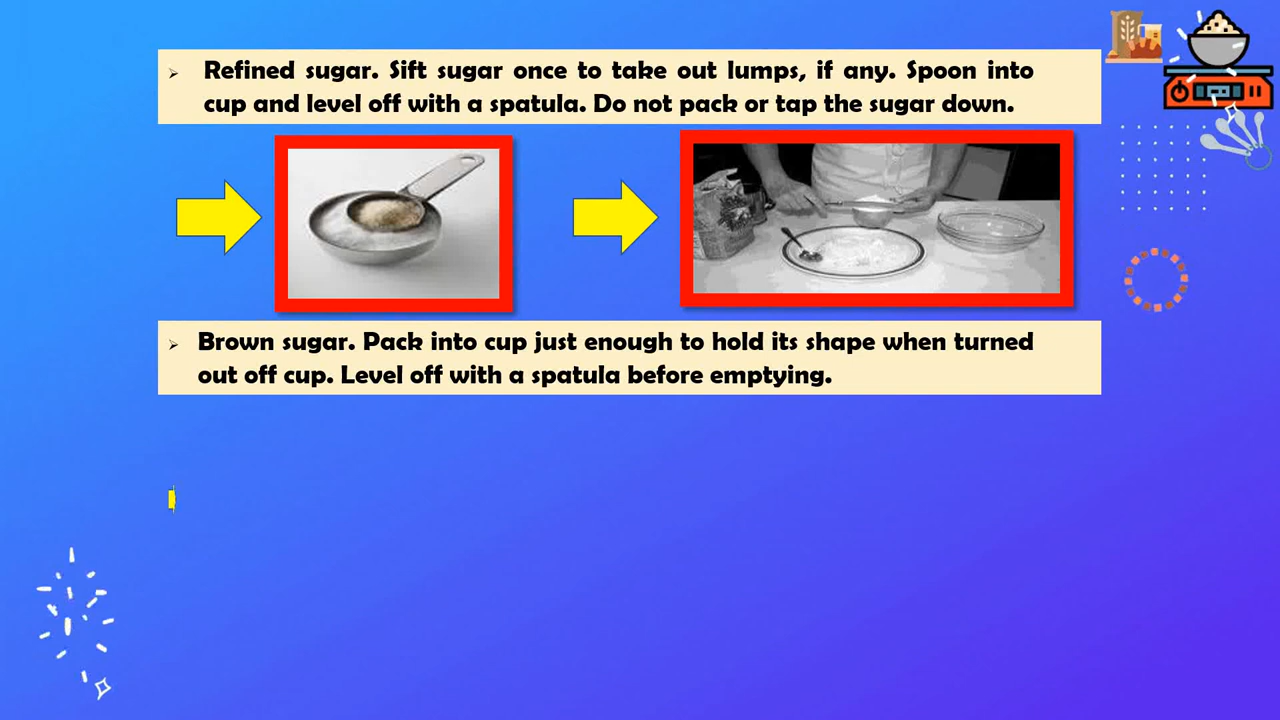 Refined sugar. Sift sugar once to take out lumps, if any. Spoon into
cup and level off with a spatula. Do not pack or tap the sugar down.
Brown sugar. Pack into cup just enough to hold its shape when turned
out off cup. Level off with a spatula before emptying.